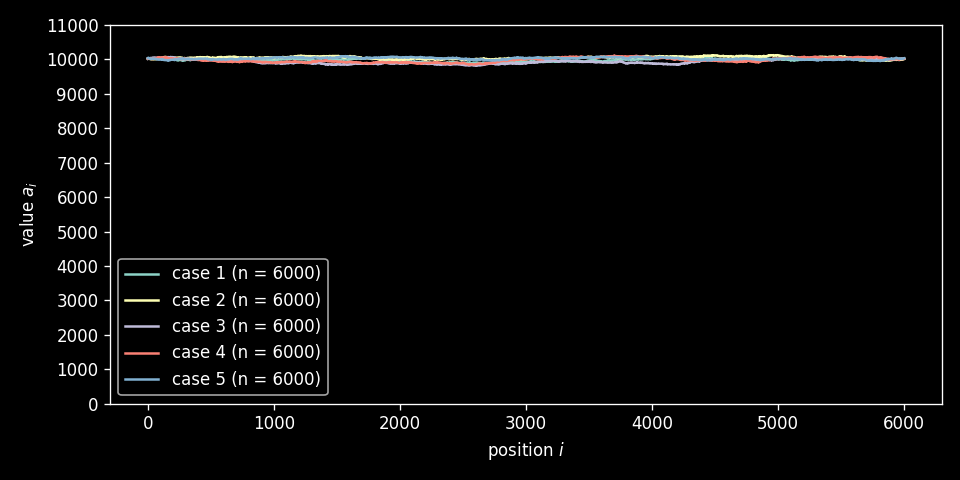 11000
10000
9000
8000
7000
6000
5000
4000
3000
2000
1000
0
value a_i
case 1 (n = 6000)
case 2 (n = 6000)
case 3 (n = 6000)
case 4 (n = 6000)
case 5 (n = 6000)
0 1000 2000 3000 4000 5000 6000
position i